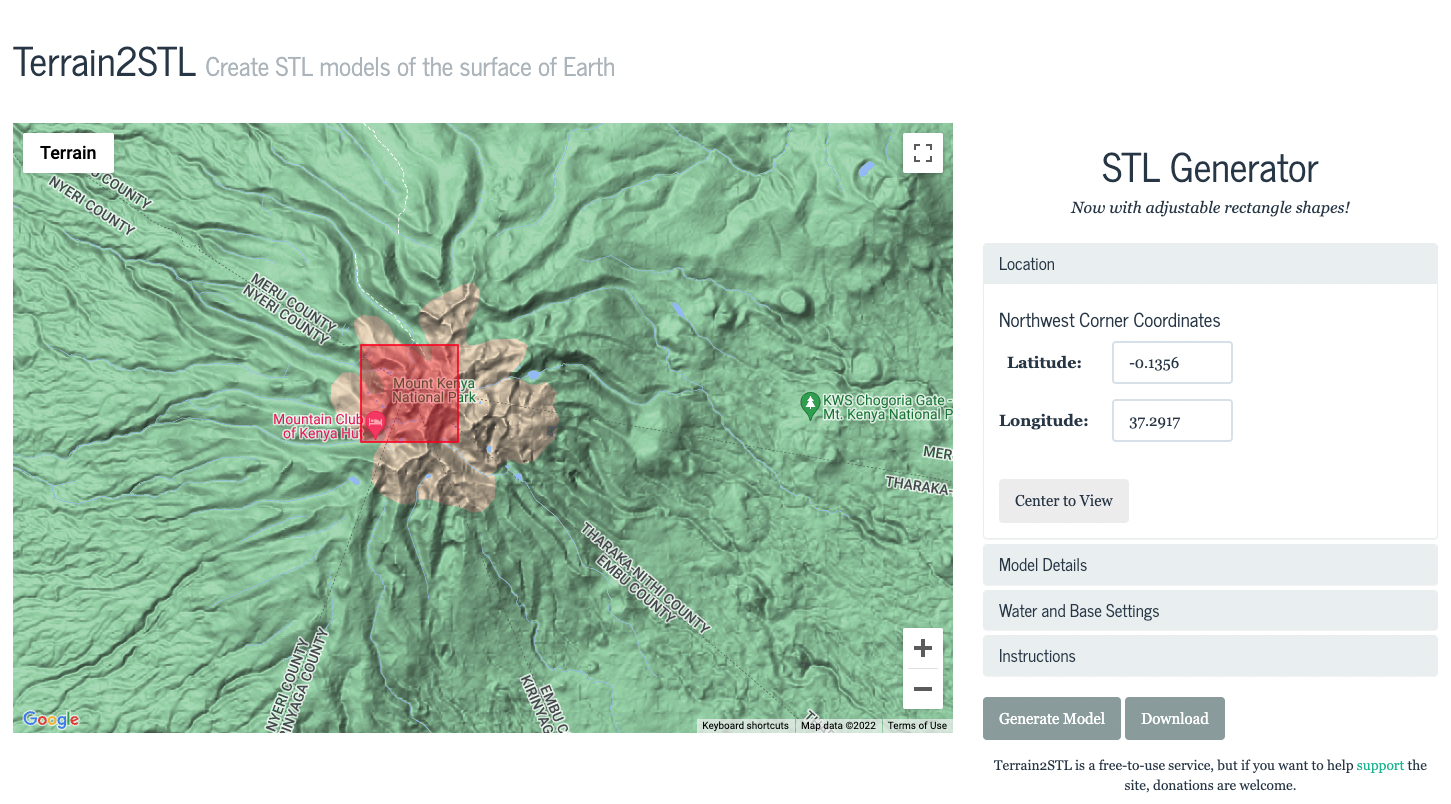 Terrain2STL Create STL models of the surface of Earth
Terrain
COUNTY
NYERI COUNTY
MERU COUNTY
NYERI COUNTY
Mount Kenya
National Park
Mountain Club
of Kenya Hut
KWS Chogoria Gate -
Mt. Kenya National P
MER
THARAKA-
THARAKA-NITHI COUNTY
EMBU COUNTY
NYERI COUNTY
INYAGA COUNTY
EMBU C
KIRINYAG
Google
Keyboard shortcuts
Map data ©2022
Terms of Use
STL Generator
Now with adjustable rectangle shapes!
Location
Northwest Corner Coordinates
Latitude: -0.1356
Longitude: 37.2917
Center to View
Model Details
Water and Base Settings
Instructions
Generate Model Download
Terrain2STL is a free-to-use service, but if you want to help support the
site, donations are welcome.